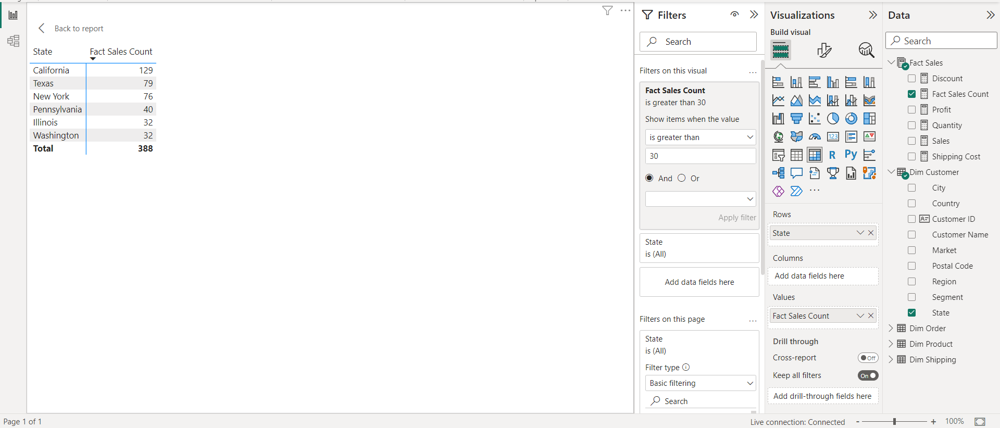 Back to report
State Fact Sales Count
California 129
Texas 79
New York 76
Pennsylvania 40
Illinois 32
Washington 32
Total 388
Filters
Search
Filters on this visual ...
Fact Sales Count
is greater than 30
Show items when the value
is greater than
30
And Or
Apply filter
State
is (All)
Add data fields here
Filters on this page ...
State
is (All)
Filter type
Basic filtering
Search
Visualizations
Build visual
123
R Py
...
Rows
State
Columns
Add data fields here
Values
Fact Sales Count
Drill through
Cross-report Off
Keep all filters On
Add drill-through fields here
Data
Search
Fact Sales
Discount
Fact Sales Count
Profit
Quantity
Sales
Shipping Cost
Dim Customer
City
Country
Customer ID
Customer Name
Market
Postal Code
Region
Segment
State
Dim Order
Dim Product
Dim Shipping
Page 1 of 1
Live connection: Connected - + 100%